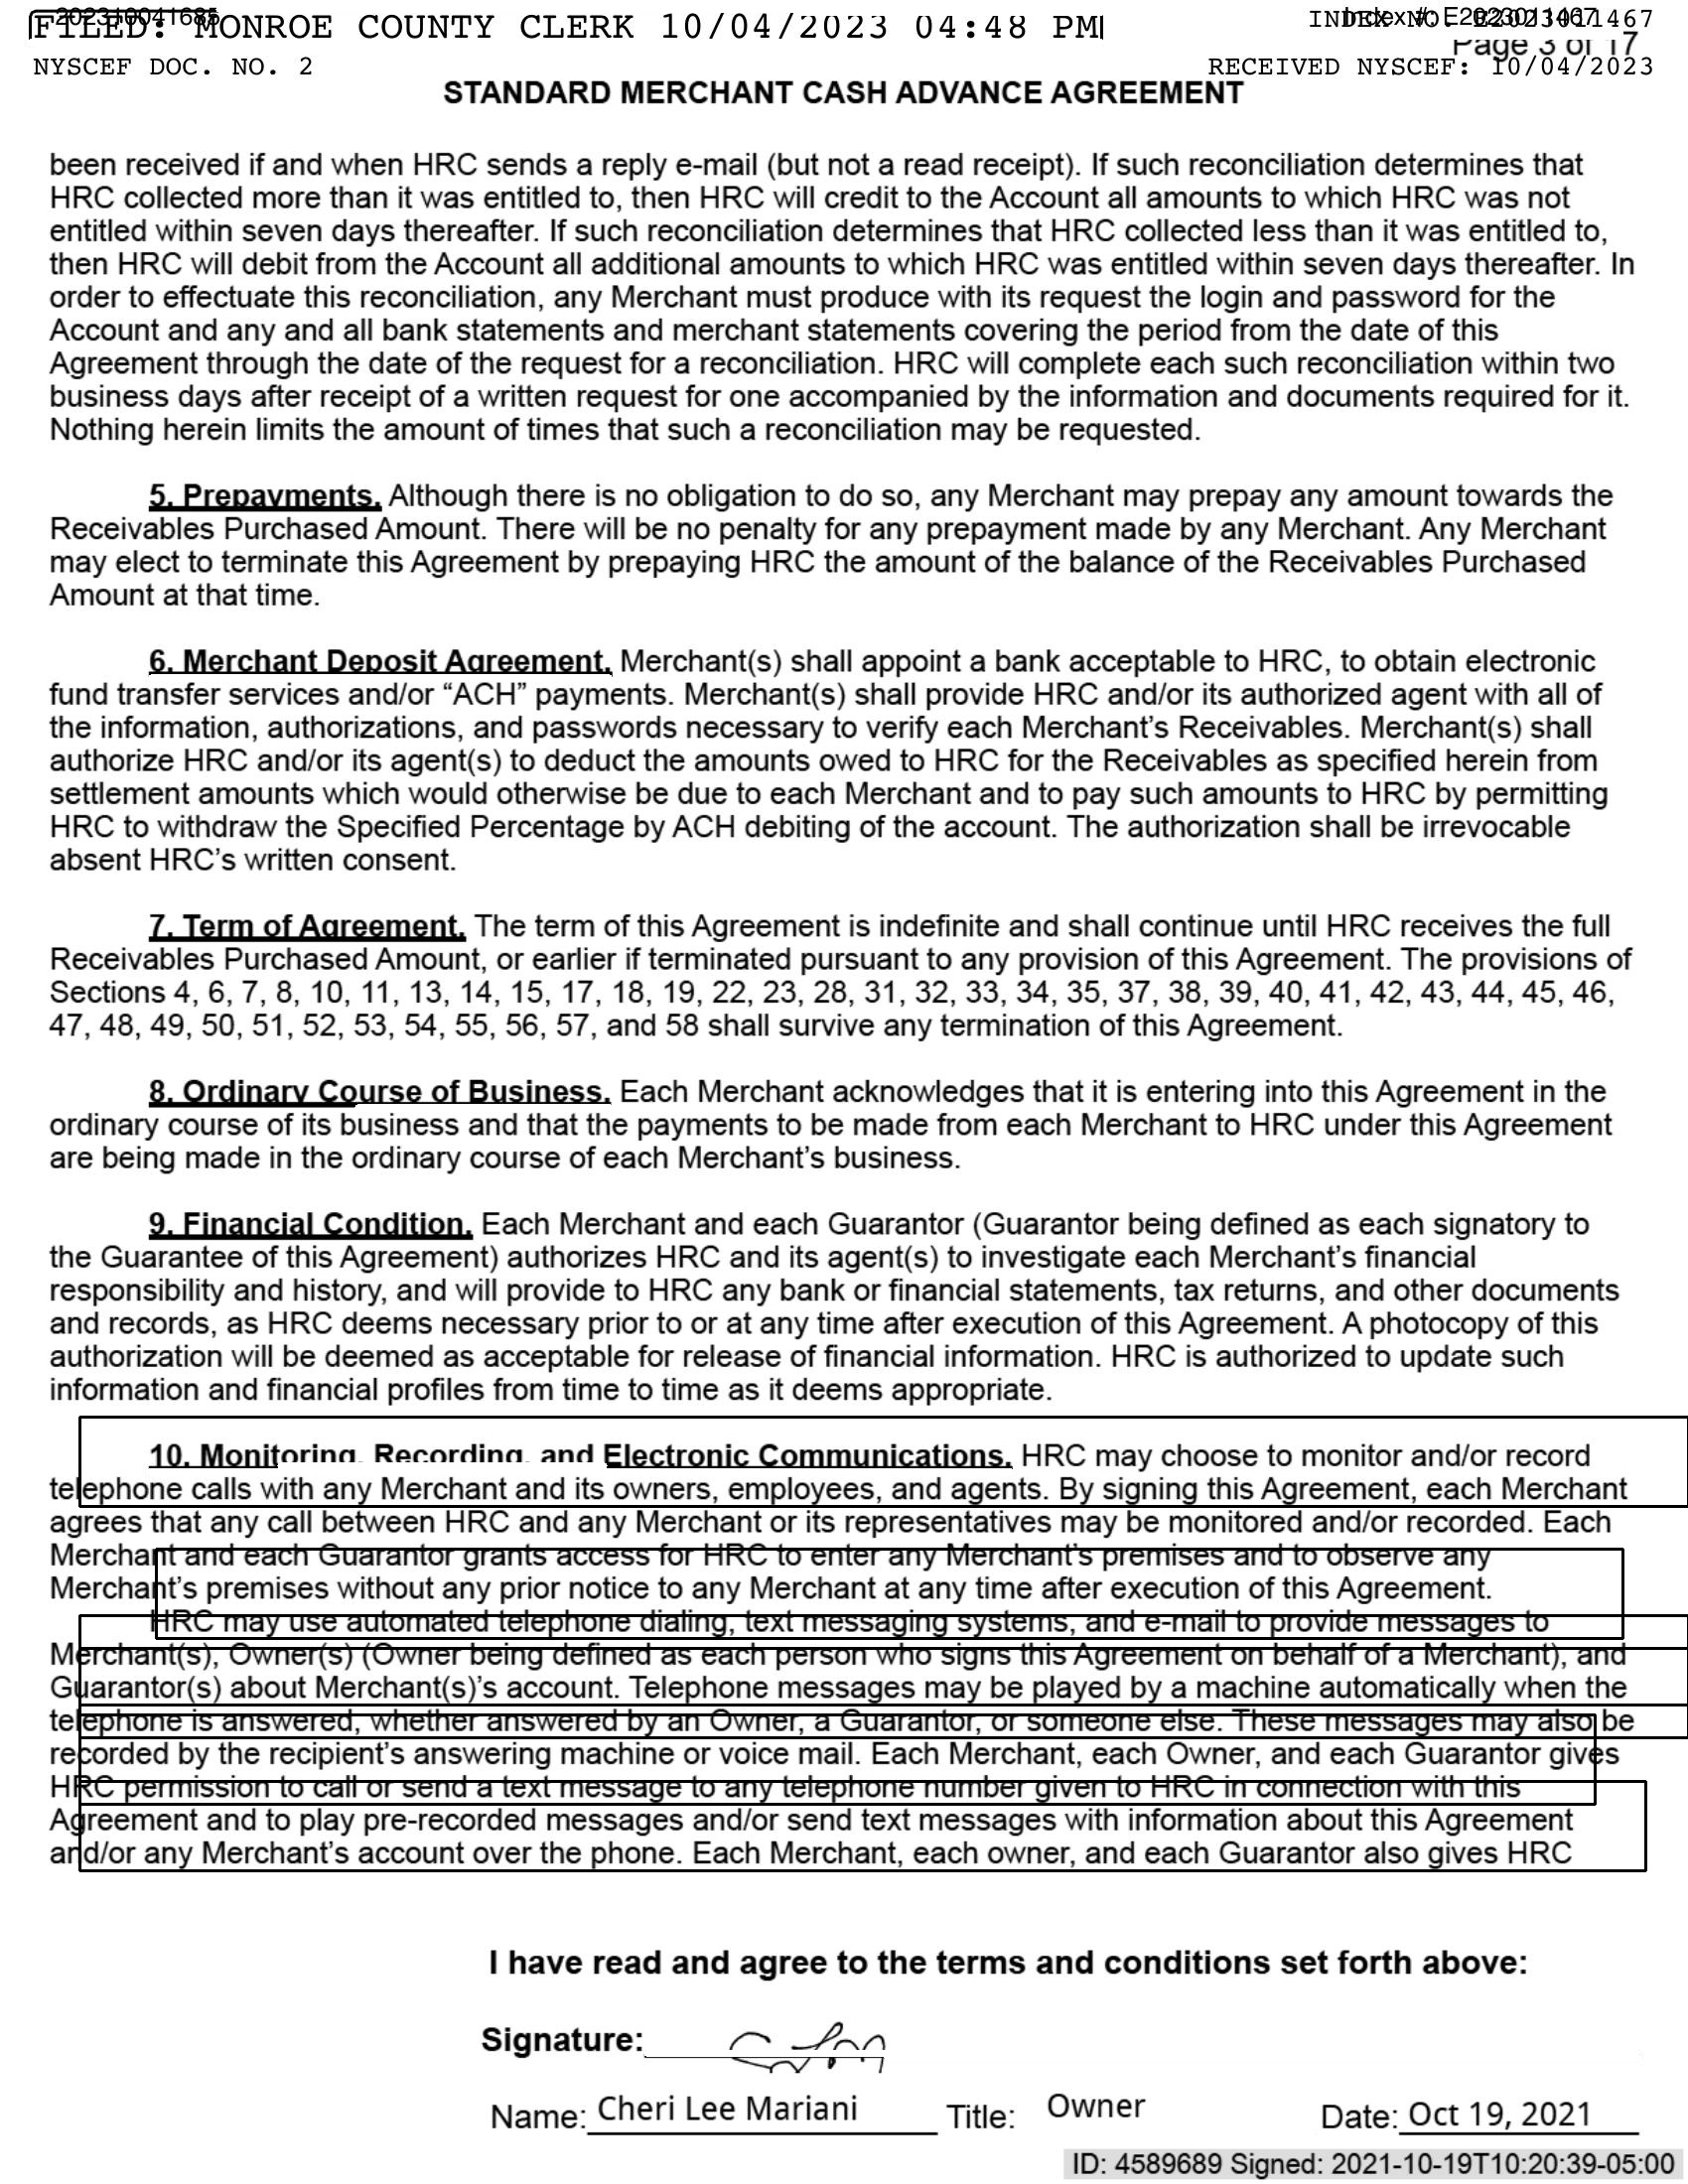 202310041685
Index #: E2023011467
FILED: MONROE COUNTY CLERK 10/04/2023 04:48 PM
INDEX NO. E2023011467
Page 3 of 17
NYSCEF DOC. NO. 2
RECEIVED NYSCEF: 10/04/2023
STANDARD MERCHANT CASH ADVANCE AGREEMENT
been received if and when HRC sends a reply e-mail (but not a read receipt). If such reconciliation determines that
HRC collected more than it was entitled to, then HRC will credit to the Account all amounts to which HRC was not
entitled within seven days thereafter. If such reconciliation determines that HRC collected less than it was entitled to,
then HRC will debit from the Account all additional amounts to which HRC was entitled within seven days thereafter. In
order to effectuate this reconciliation, any Merchant must produce with its request the login and password for the
Account and any and all bank statements and merchant statements covering the period from the date of this
Agreement through the date of the request for a reconciliation. HRC will complete each such reconciliation within two
business days after receipt of a written request for one accompanied by the information and documents required for it.
Nothing herein limits the amount of times that such a reconciliation may be requested.
5. Prepayments. Although there is no obligation to do so, any Merchant may prepay any amount towards the
Receivables Purchased Amount. There will be no penalty for any prepayment made by any Merchant. Any Merchant
may elect to terminate this Agreement by prepaying HRC the amount of the balance of the Receivables Purchased
Amount at that time.
6. Merchant Deposit Agreement. Merchant(s) shall appoint a bank acceptable to HRC, to obtain electronic
fund transfer services and/or “ACH” payments. Merchant(s) shall provide HRC and/or its authorized agent with all of
the information, authorizations, and passwords necessary to verify each Merchant’s Receivables. Merchant(s) shall
authorize HRC and/or its agent(s) to deduct the amounts owed to HRC for the Receivables as specified herein from
settlement amounts which would otherwise be due to each Merchant and to pay such amounts to HRC by permitting
HRC to withdraw the Specified Percentage by ACH debiting of the account. The authorization shall be irrevocable
absent HRC’s written consent.
7. Term of Agreement. The term of this Agreement is indefinite and shall continue until HRC receives the full
Receivables Purchased Amount, or earlier if terminated pursuant to any provision of this Agreement. The provisions of
Sections 4, 6, 7, 8, 10, 11, 13, 14, 15, 17, 18, 19, 22, 23, 28, 31, 32, 33, 34, 35, 37, 38, 39, 40, 41, 42, 43, 44, 45, 46,
47, 48, 49, 50, 51, 52, 53, 54, 55, 56, 57, and 58 shall survive any termination of this Agreement.
8. Ordinary Course of Business. Each Merchant acknowledges that it is entering into this Agreement in the
ordinary course of its business and that the payments to be made from each Merchant to HRC under this Agreement
are being made in the ordinary course of each Merchant’s business.
9. Financial Condition. Each Merchant and each Guarantor (Guarantor being defined as each signatory to
the Guarantee of this Agreement) authorizes HRC and its agent(s) to investigate each Merchant’s financial
responsibility and history, and will provide to HRC any bank or financial statements, tax returns, and other documents
and records, as HRC deems necessary prior to or at any time after execution of this Agreement. A photocopy of this
authorization will be deemed as acceptable for release of financial information. HRC is authorized to update such
information and financial profiles from time to time as it deems appropriate.
10. Monitoring, Recording, and Electronic Communications. HRC may choose to monitor and/or record
telephone calls with any Merchant and its owners, employees, and agents. By signing this Agreement, each Merchant
agrees that any call between HRC and any Merchant or its representatives may be monitored and/or recorded. Each
Merchant and each Guarantor grants access for HRC to enter any Merchant’s premises and to observe any
Merchant’s premises without any prior notice to any Merchant at any time after execution of this Agreement.
HRC may use automated telephone dialing, text messaging systems, and e-mail to provide messages to
Merchant(s), Owner(s) (Owner being defined as each person who signs this Agreement on behalf of a Merchant), and
Guarantor(s) about Merchant(s)’s account. Telephone messages may be played by a machine automatically when the
telephone is answered, whether answered by an Owner, a Guarantor, or someone else. These messages may also be
recorded by the recipient’s answering machine or voice mail. Each Merchant, each Owner, and each Guarantor gives
HRC permission to call or send a text message to any telephone number given to HRC in connection with this
Agreement and to play pre-recorded messages and/or send text messages with information about this Agreement
and/or any Merchant’s account over the phone. Each Merchant, each owner, and each Guarantor also gives HRC
I have read and agree to the terms and conditions set forth above:
Signature:
Name: Cheri Lee Mariani Title: Owner Date: Oct 19, 2021
ID: 4589689 Signed: 2021-10-19T10:20:39-05:00